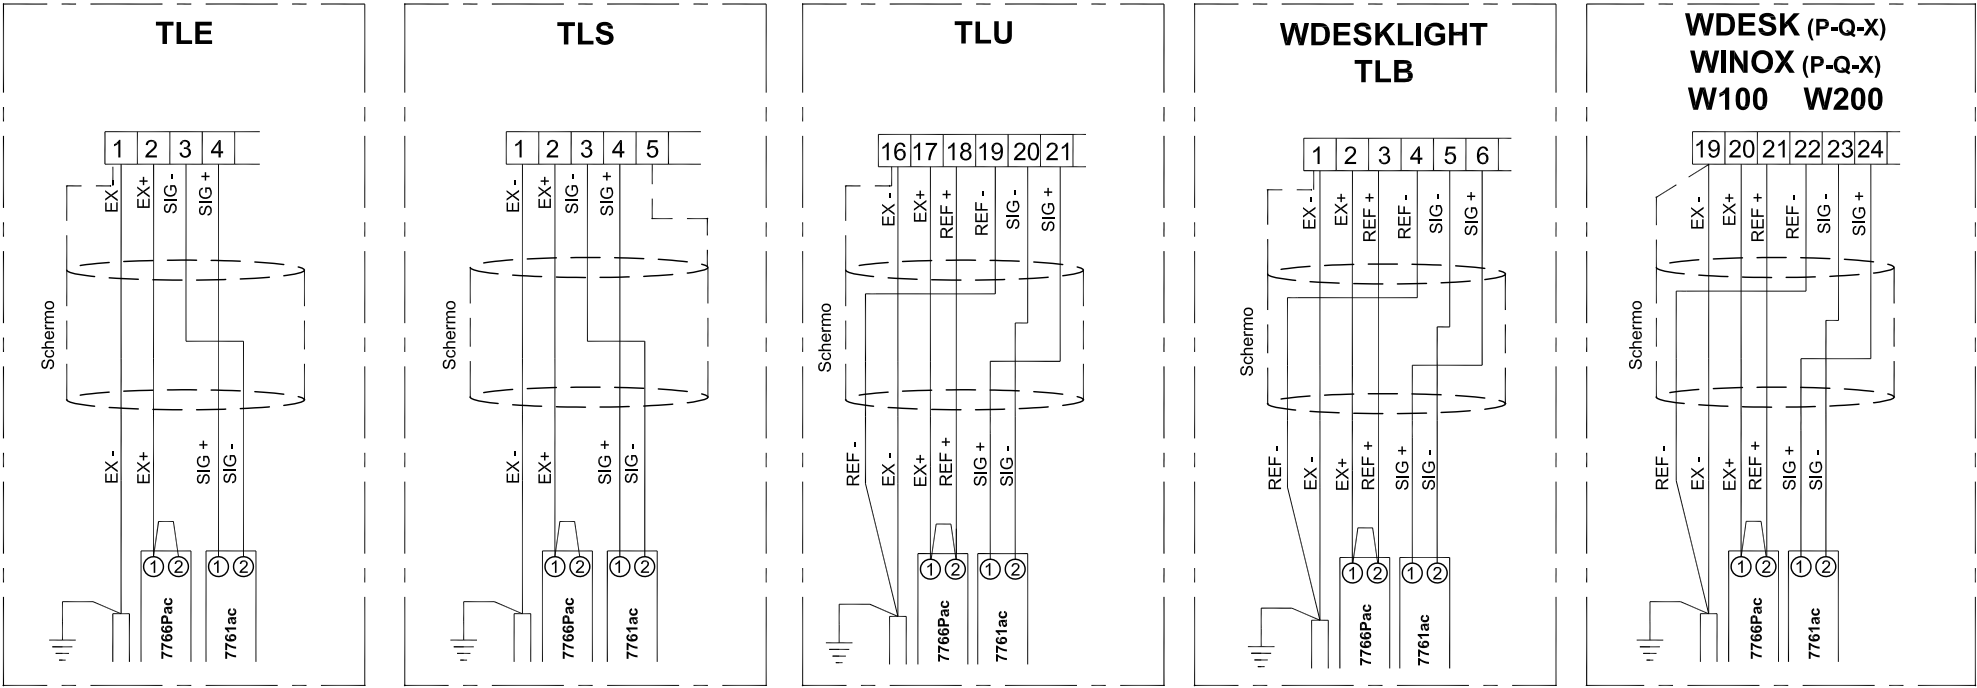 TLE
1 2 3 4
EX - EX+ SIG - SIG +
Schermo
EX - EX+ SIG + SIG -
1 2 1 2
7766Pac 7761ac
TLS
1 2 3 4 5
EX - EX+ SIG - SIG +
Schermo
EX - EX+ SIG + SIG -
1 2 1 2
7766Pac 7761ac
TLU
16 17 18 19 20 21
EX - EX+ REF + REF - SIG - SIG +
Schermo
REF - EX - EX+ REF + SIG + SIG -
1 2 1 2
7766Pac 7761ac
WDESKLIGHT
TLB
1 2 3 4 5 6
EX - EX+ REF + REF - SIG - SIG +
Schermo
REF - EX - EX+ REF + SIG + SIG -
1 2 1 2
7766Pac 7761ac
WDESK (P-Q-X)
WINOX (P-Q-X)
W100 W200
19 20 21 22 23 24
EX - EX+ REF + REF - SIG - SIG +
Schermo
REF - EX - EX+ REF + SIG + SIG -
1 2 1 2
7766Pac 7761ac